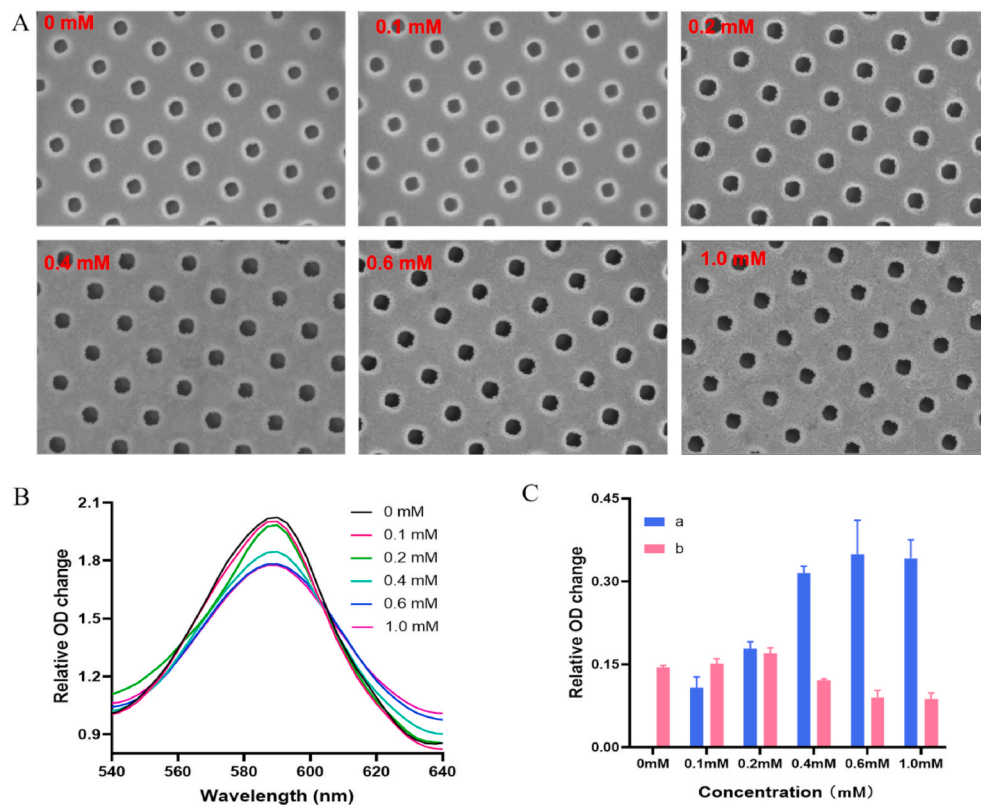 A
0 mM
0.1 mM
0.2 mM
0.4 mM
0.6 mM
1.0 mM
B
Relative OD change
2.1
1.8
1.5
1.2
0.9
540
560
580
600
620
640
Wavelength (nm)
0 mM
0.1 mM
0.2 mM
0.4 mM
0.6 mM
1.0 mM
C
Relative OD change
0.45
0.30
0.15
0.00
a
b
0mM
0.1mM
0.2mM
0.4mM
0.6mM
1.0mM
Concentration（mM）